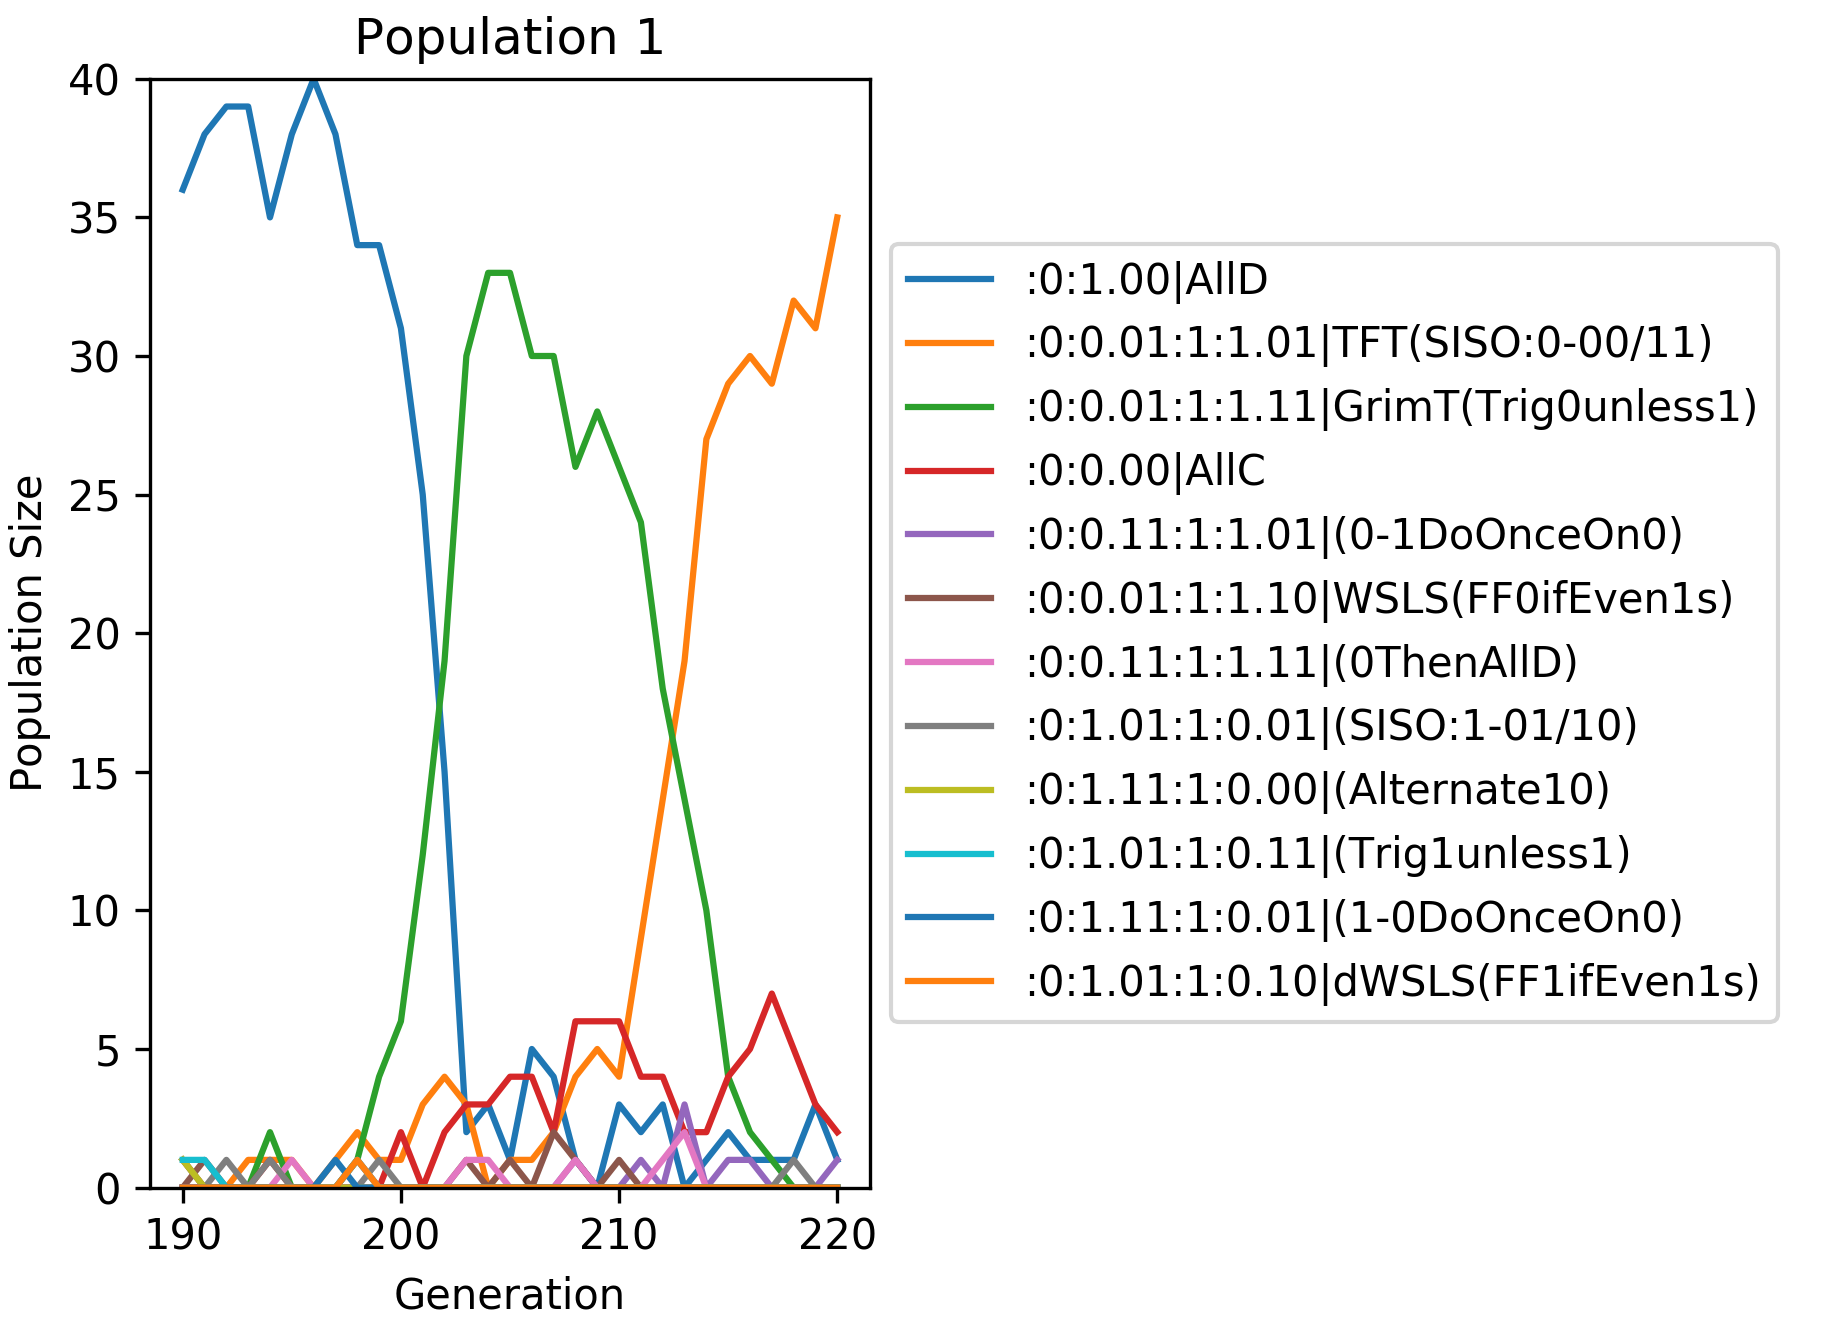 Population 1
40
35
30
25
20
15
10
5
0
Population Size
190 200 210 220
Generation
:0:1.00|AllD
:0:0.01:1:1.01|TFT(SISO:0-00/11)
:0:0.01:1:1.11|GrimT(Trig0unless1)
:0:0.00|AllC
:0:0.11:1:1.01|(0-1DoOnceOn0)
:0:0.01:1:1.10|WSLS(FF0ifEven1s)
:0:0.11:1:1.11|(0ThenAllD)
:0:1.01:1:0.01|(SISO:1-01/10)
:0:1.11:1:0.00|(Alternate10)
:0:1.01:1:0.11|(Trig1unless1)
:0:1.11:1:0.01|(1-0DoOnceOn0)
:0:1.01:1:0.10|dWSLS(FF1ifEven1s)